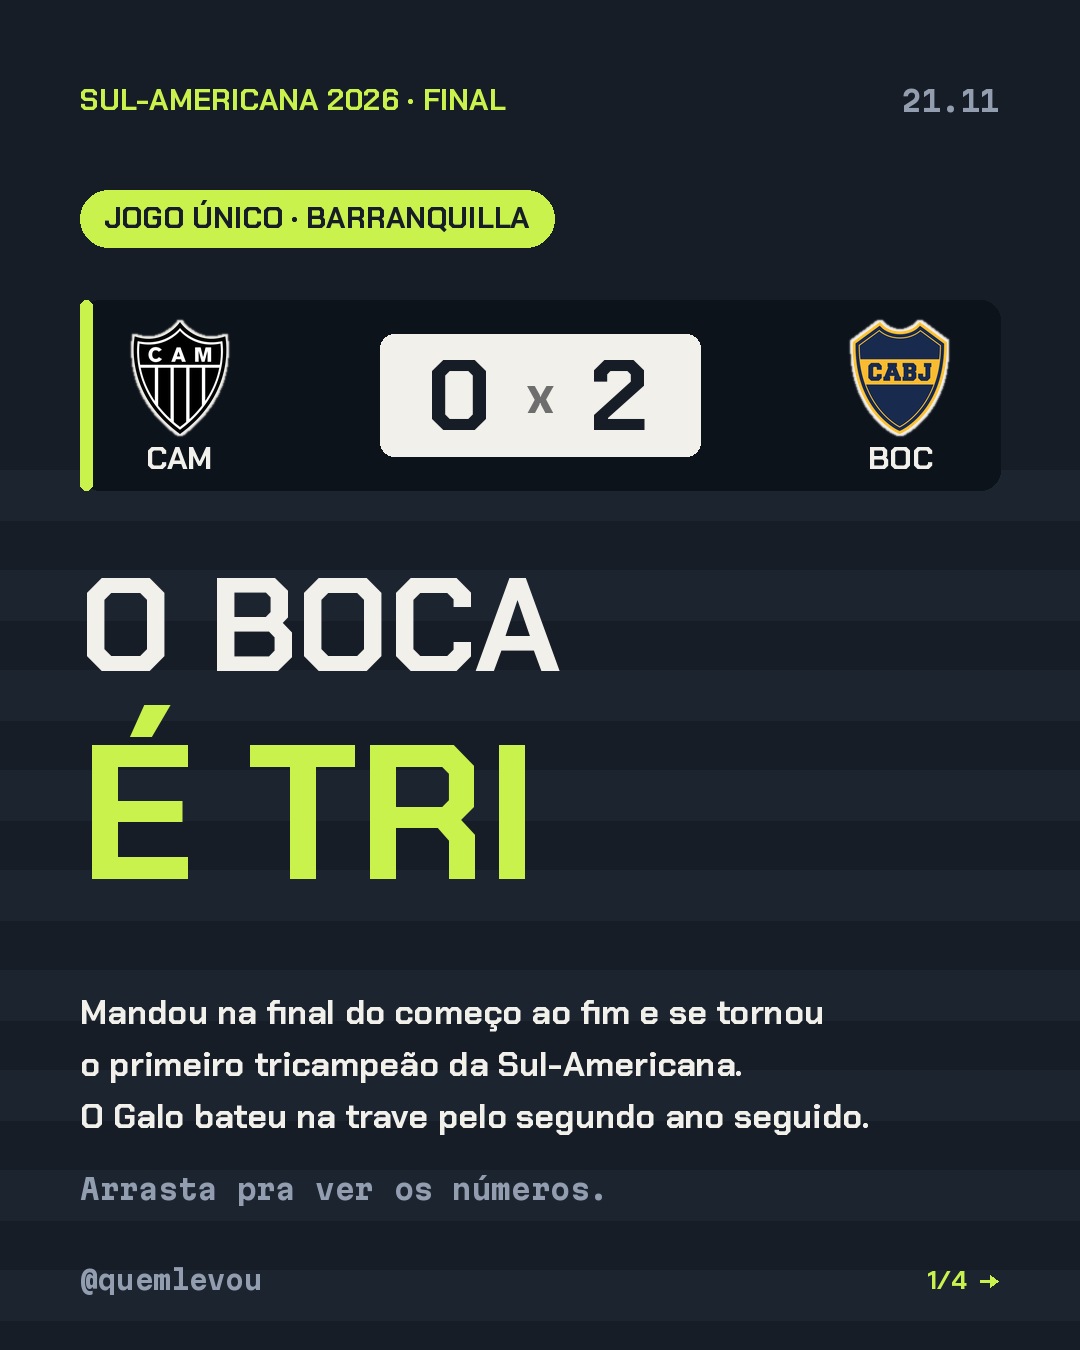 SUL-AMERICANA 2026 · FINAL
21.11
JOGO ÚNICO · BARRANQUILLA
CAM
0 x 2
CABJ
CAM
BOC
O BOCA
É TRI
Mandou na final do começo ao fim e se tornou
o primeiro tricampeão da Sul-Americana.
O Galo bateu na trave pelo segundo ano seguido.
Arrasta pra ver os números.
@quemlevou
1/4 →